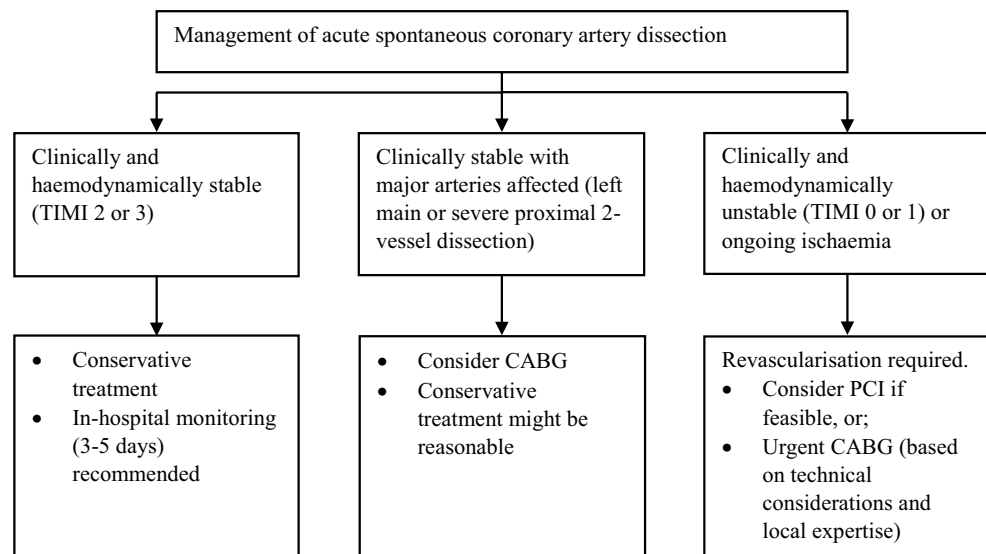 Management of acute spontaneous coronary artery dissection
Clinically and
haemodynamically stable
(TIMI 2 or 3)
Clinically stable with
major arteries affected (left
main or severe proximal 2-
vessel dissection)
Clinically and
haemodynamically
unstable (TIMI 0 or 1) or
ongoing ischaemia
• Conservative
treatment
• In-hospital monitoring
(3-5 days)
recommended
• Consider CABG
• Conservative
treatment might be
reasonable
Revascularisation required.
• Consider PCI if
feasible, or;
• Urgent CABG (based
on technical
considerations and
local expertise)